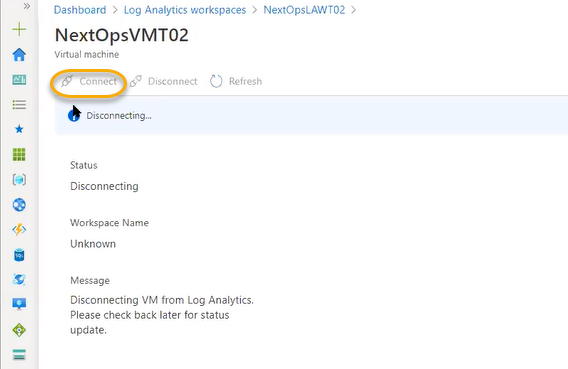 Dashboard > Log Analytics workspaces > NextOpsLAWT02 >
NextOpsVMT02
Virtual machine
Connect Disconnect Refresh
Disconnecting...
Status
Disconnecting
Workspace Name
Unknown
Message
Disconnecting VM from Log Analytics.
Please check back later for status
update.